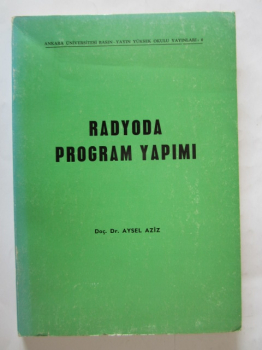 ANKARA ÜNİVERSİTESİ BASIN - YAYIN YÜKSEK OKULU YAYINLARI: 4
RADYODA
PROGRAM YAPIMI
Doç. Dr. AYSEL AZİZ